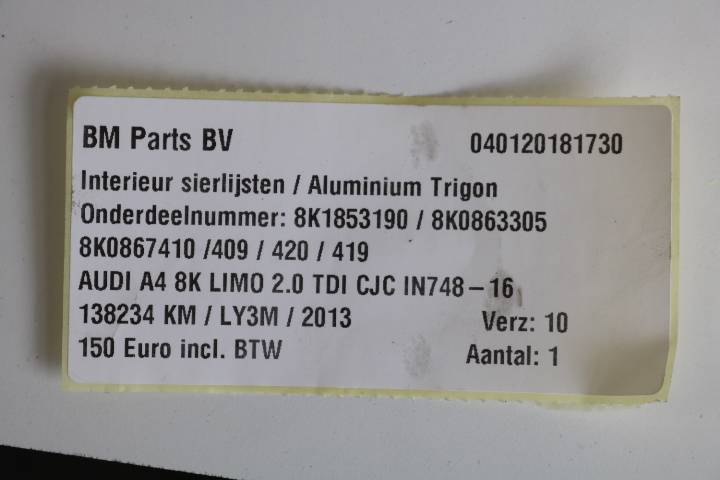 BM Parts BV 040120181730
Interieur sierlijsten / Aluminium Trigon
Onderdeelnummer: 8K1853190 / 8K0863305
8K0867410 /409 / 420 / 419
AUDI A4 8K LIMO 2.0 TDI CJC IN748-16
138234 KM / LY3M / 2013 Verz: 10
150 Euro incl. BTW Aantal: 1